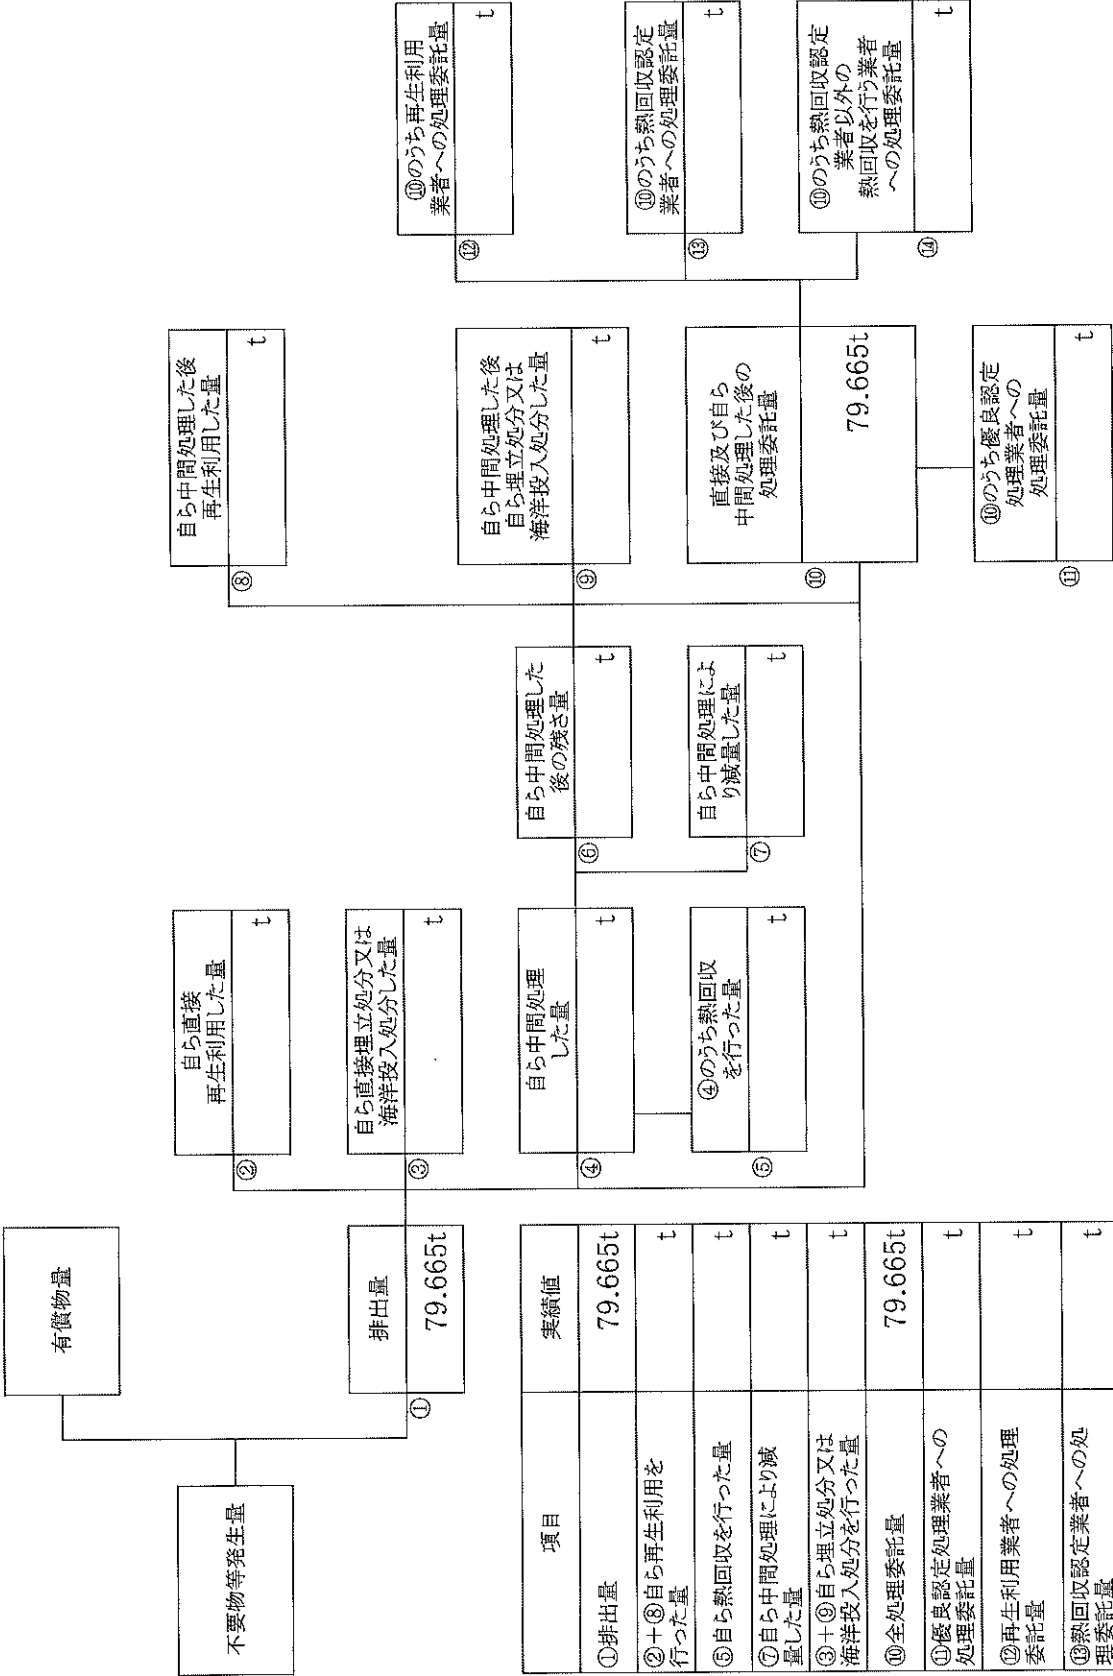 不要物等発生量
有償物量
排出量
①
79.665t
自ら直接
再生利用した量
②
t
自ら直接埋立処分又は
海洋投入処分した量
③
t
自ら中間処理
した量
④
t
④のうち熱回収
を行った量
⑤
t
自ら中間処理した
後の残さ量
⑥
t
自ら中間処理によ
り減量した量
⑦
t
自ら中間処理した後
再生利用した量
⑧
t
自ら中間処理した後
自ら埋立処分又は
海洋投入処分した量
⑨
t
直接及び自ら
中間処理した後の
処理委託量
⑩
79.665t
⑩のうち優良認定
処理業者への
処理委託量
⑪
t
⑩のうち再生利用
業者への処理委託量
⑫
t
⑩のうち熱回収認定
業者への処理委託量
⑬
t
⑩のうち熱回収認定
業者以外の
熱回収を行う業者
への処理委託量
⑭
t
項目 実績値
①排出量 79.665t
②＋⑧自ら再生利用を
行った量 t
⑤自ら熱回収を行った量 t
⑦自ら中間処理により減
量した量 t
③＋⑨自ら埋立処分又は
海洋投入処分を行った量 t
⑩全処理委託量 79.665t
⑪優良認定処理業者への
処理委託量 t
⑫再生利用業者への処理
委託量 t
⑬熱回収認定業者への処
理委託量 t